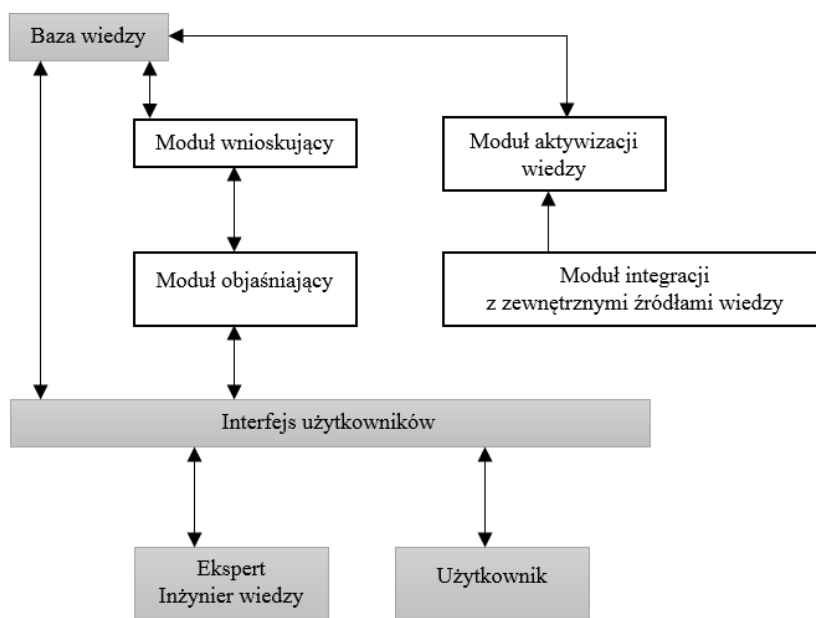 Baza wiedzy
Moduł wnioskujący
Moduł aktywizacji
wiedzy
Moduł objaśniający
Moduł integracji
z zewnętrznymi źródłami wiedzy
Interfejs użytkowników
Ekspert
Inżynier wiedzy
Użytkownik